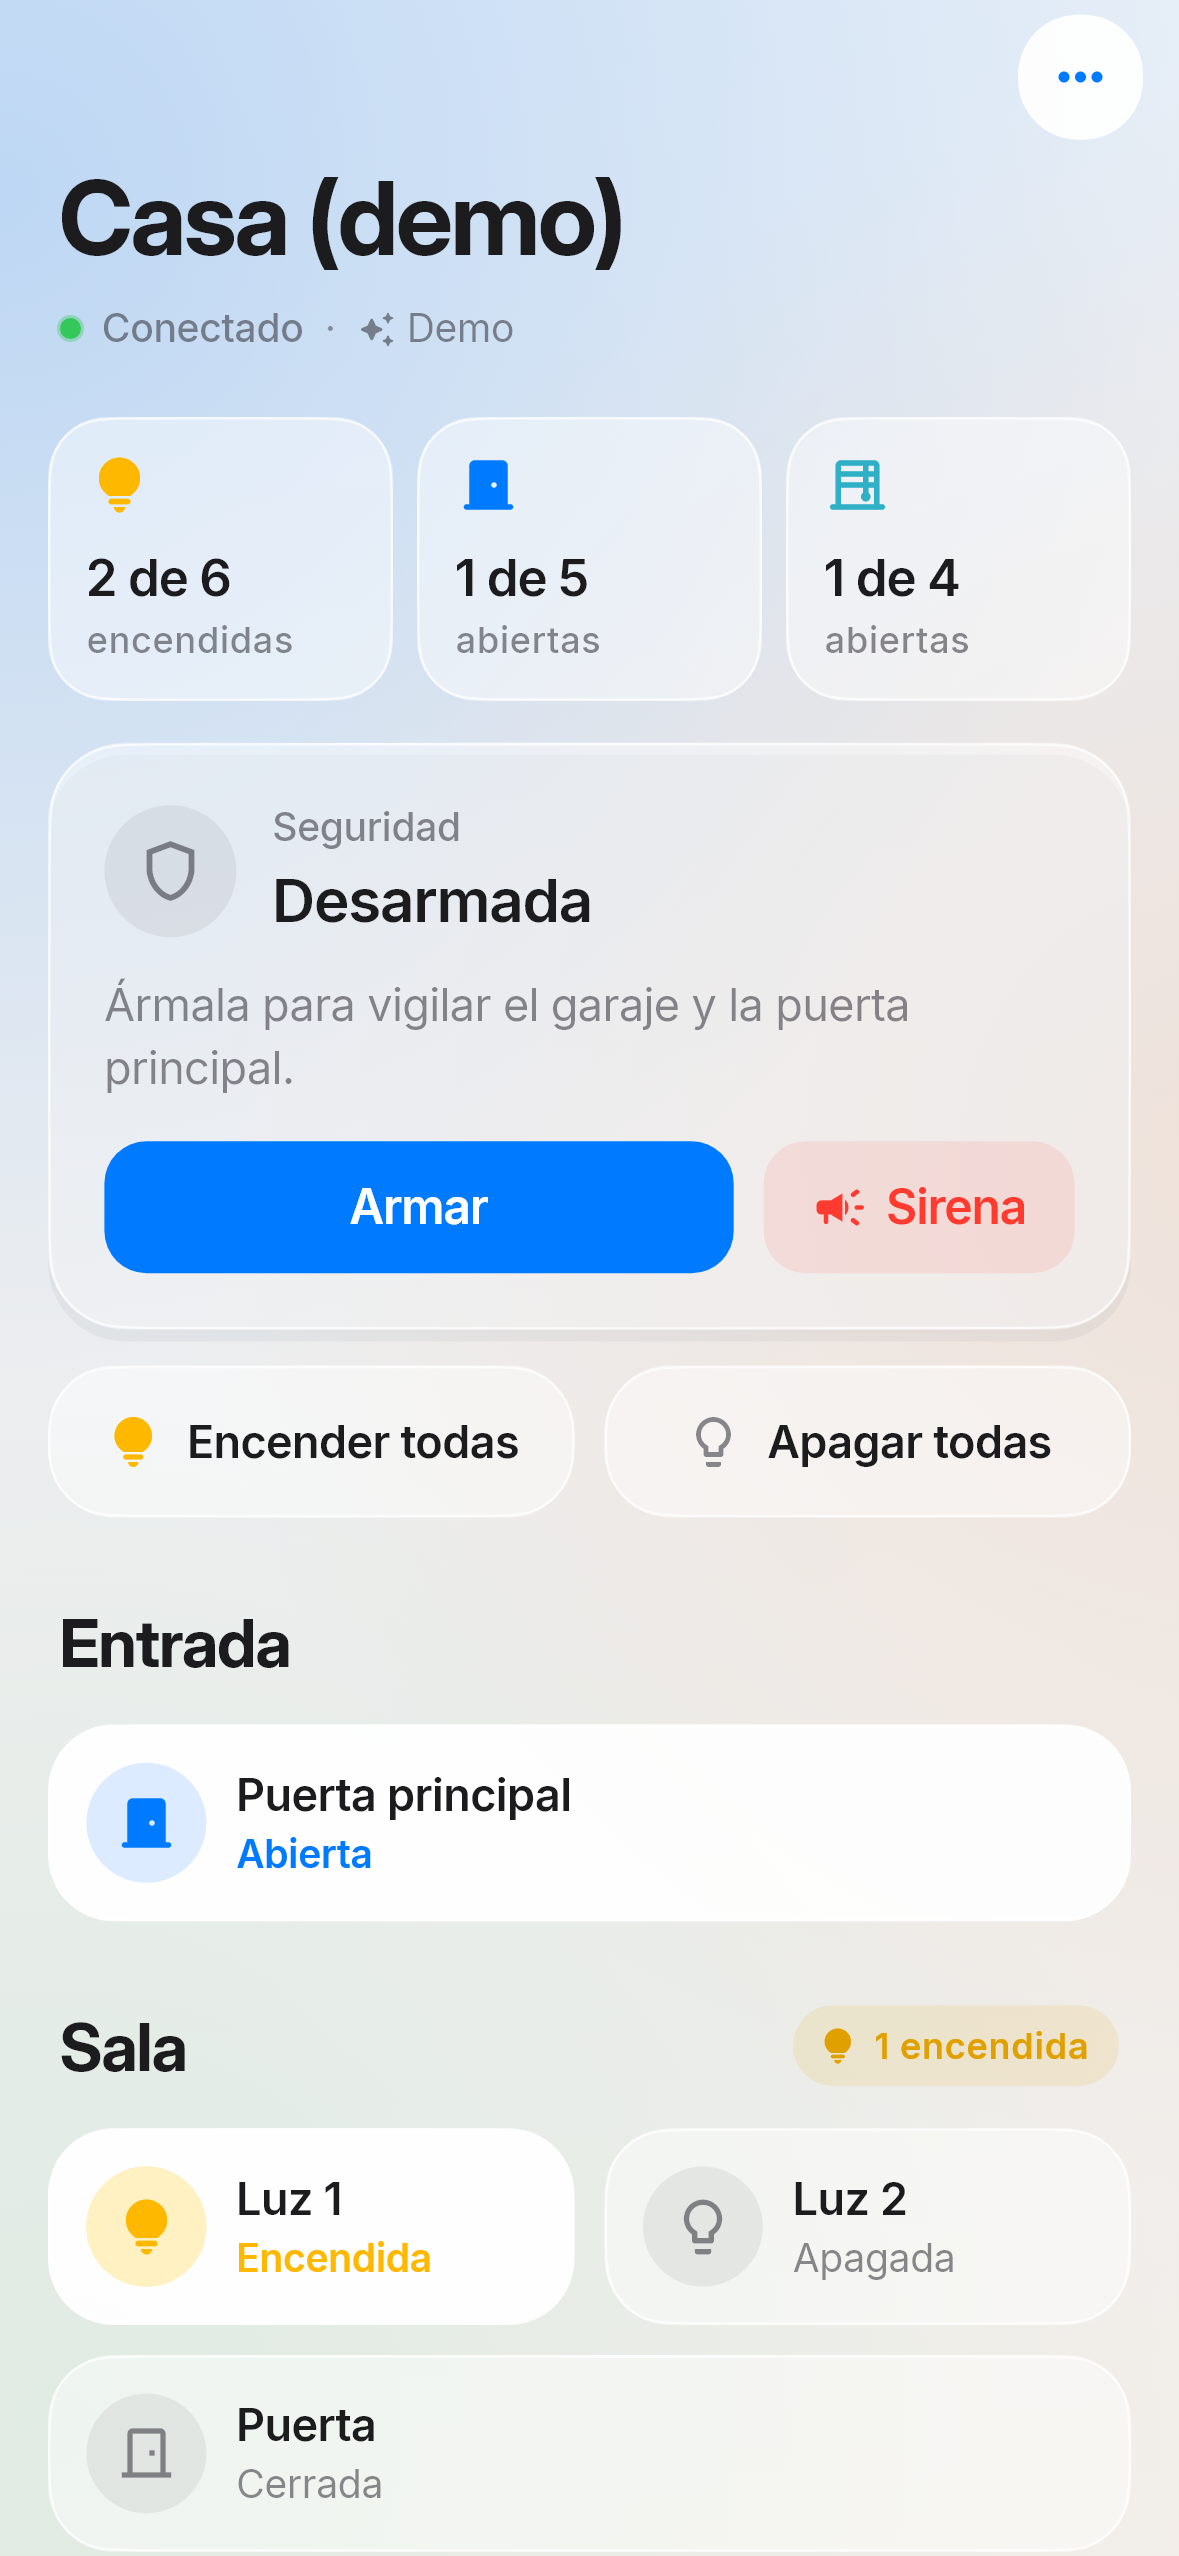 Casa (demo)
Conectado · Demo
2 de 6
encendidas
1 de 5
abiertas
1 de 4
abiertas
Seguridad
Desarmada
Ármala para vigilar el garaje y la puerta
principal.
Armar
Sirena
Encender todas
Apagar todas
Entrada
Puerta principal
Abierta
Sala
1 encendida
Luz 1
Encendida
Luz 2
Apagada
Puerta
Cerrada